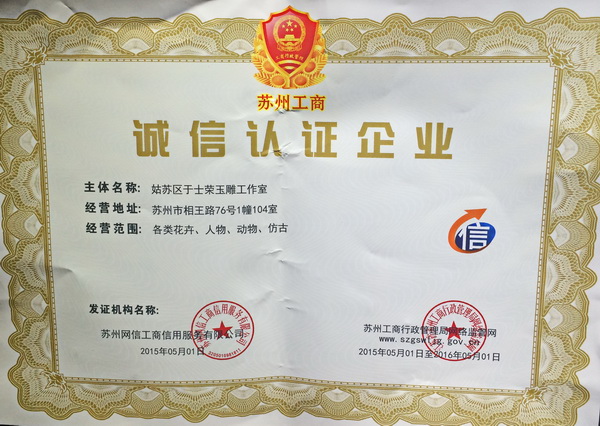 苏州工商
诚信认证企业
主体名称: 姑苏区于士荣玉雕工作室
经营地址: 苏州市相王路76号1幢104室
经营范围: 各类花卉、人物、动物、仿古
信
发证机构名称:
苏州网信工商信用服务有限公司
2015年05月01日
苏州工商行政管理局网络监管网
www.szgswljg.gov.cn
2015年05月01日至2016年05月01日